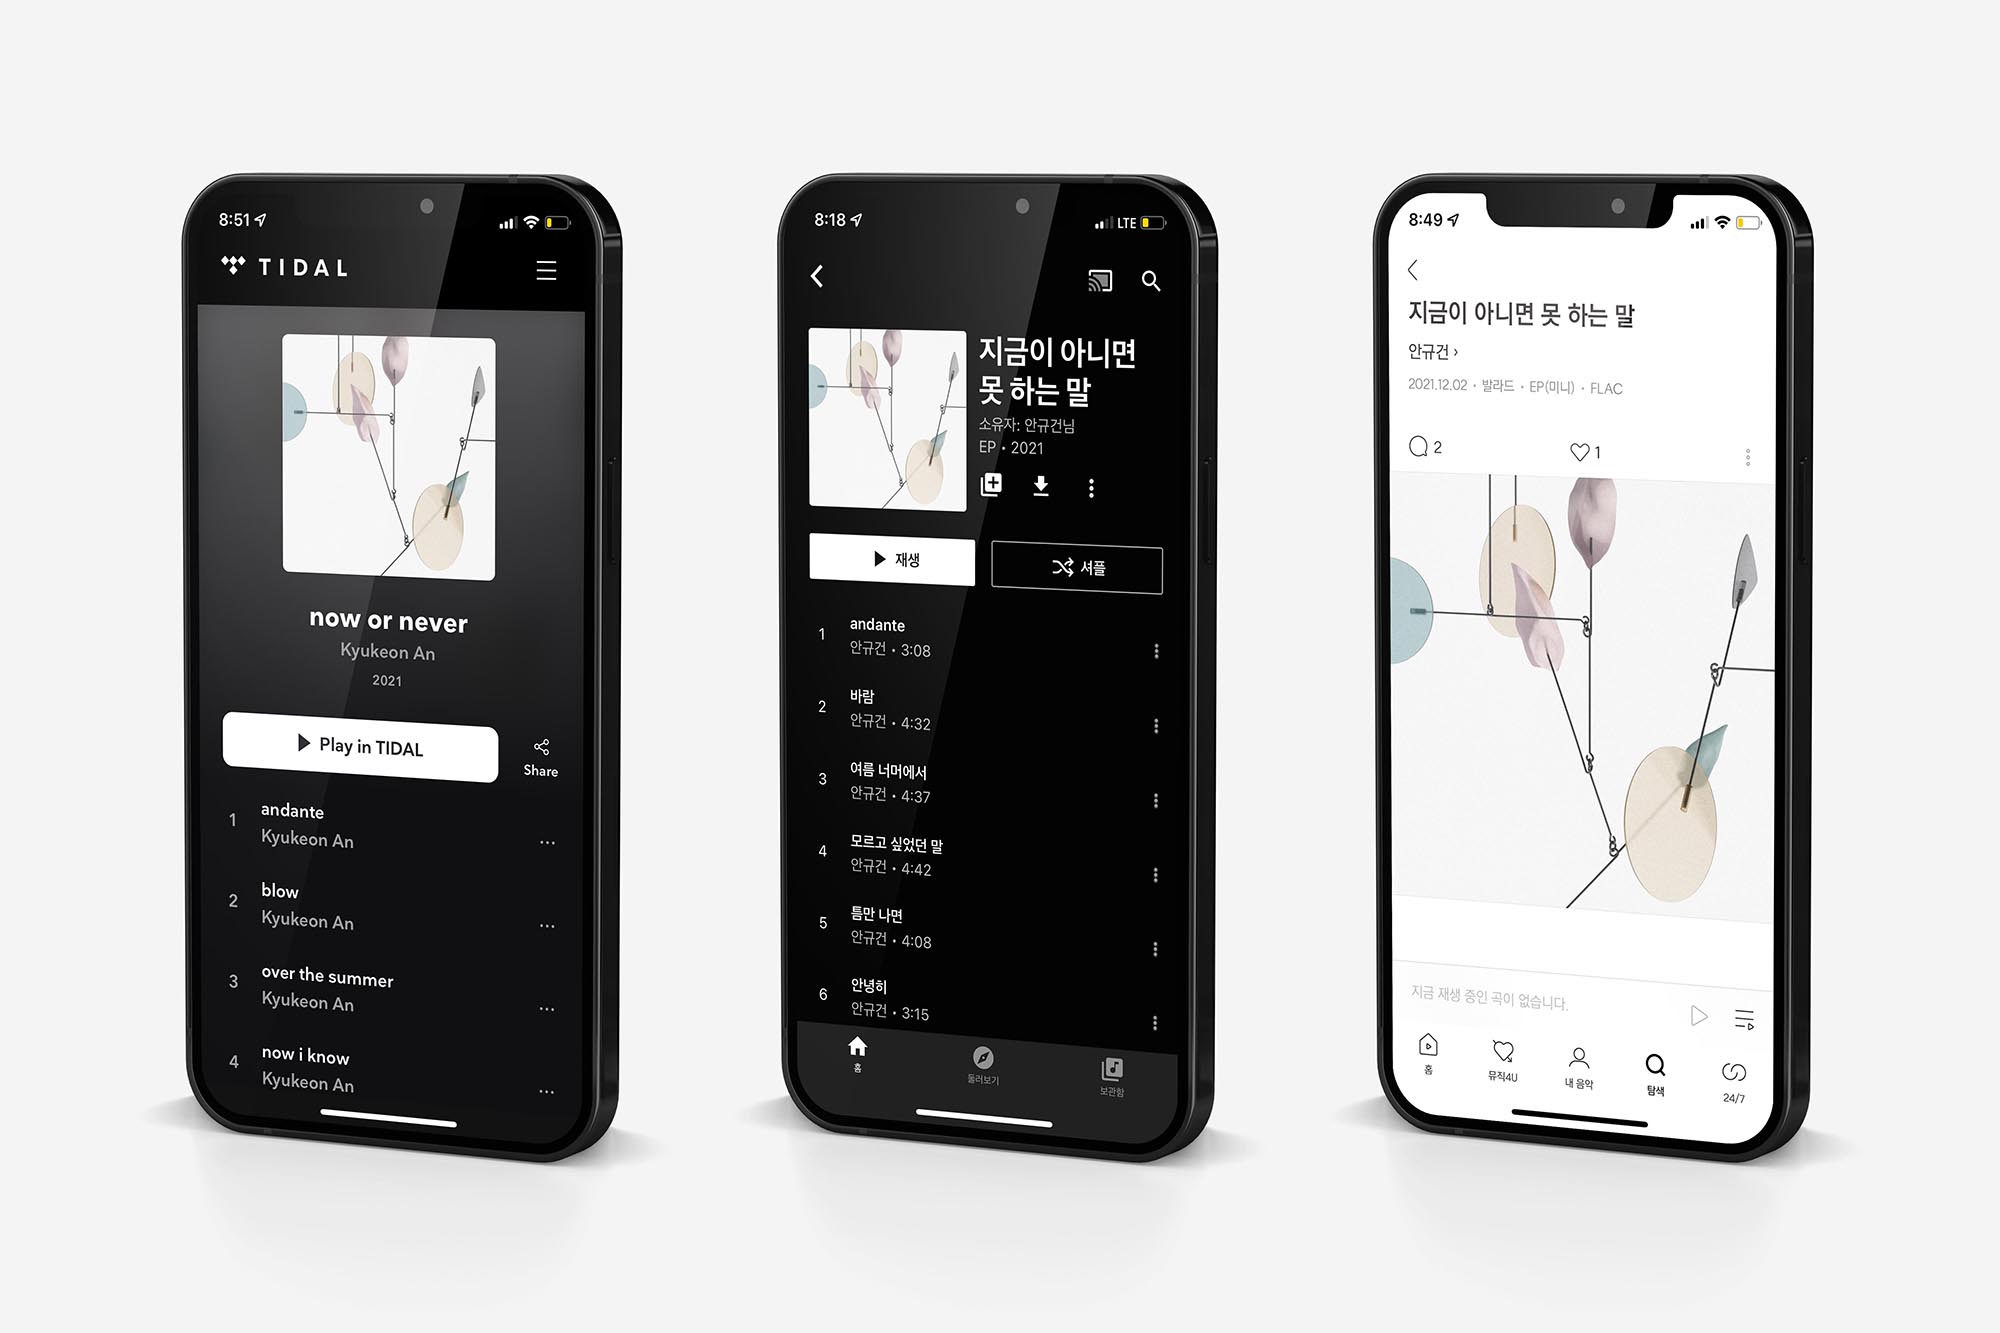 8:51
TIDAL
now or never
Kyukeon An
2021
Play in TIDAL
Share
1
andante
Kyukeon An
2
blow
Kyukeon An
3
over the summer
Kyukeon An
4
now i know
Kyukeon An
8:18
LTE
지금이 아니면
못 하는 말
소유자: 안규건님
EP • 2021
재생
셔플
1
andante
안규건 • 3:08
2
바람
안규건 • 4:32
3
여름 너머에서
안규건 • 4:37
4
모르고 싶었던 말
안규건 • 4:42
5
틈만 나면
안규건 • 4:08
6
안녕히
안규건 • 3:15
홈
둘러보기
보관함
8:49
지금이 아니면 못 하는 말
안규건 ›
2021.12.02 • 발라드 • EP(미니) • FLAC
2
1
지금 재생 중인 곡이 없습니다.
홈
뮤직4U
내 음악
탐색
24/7